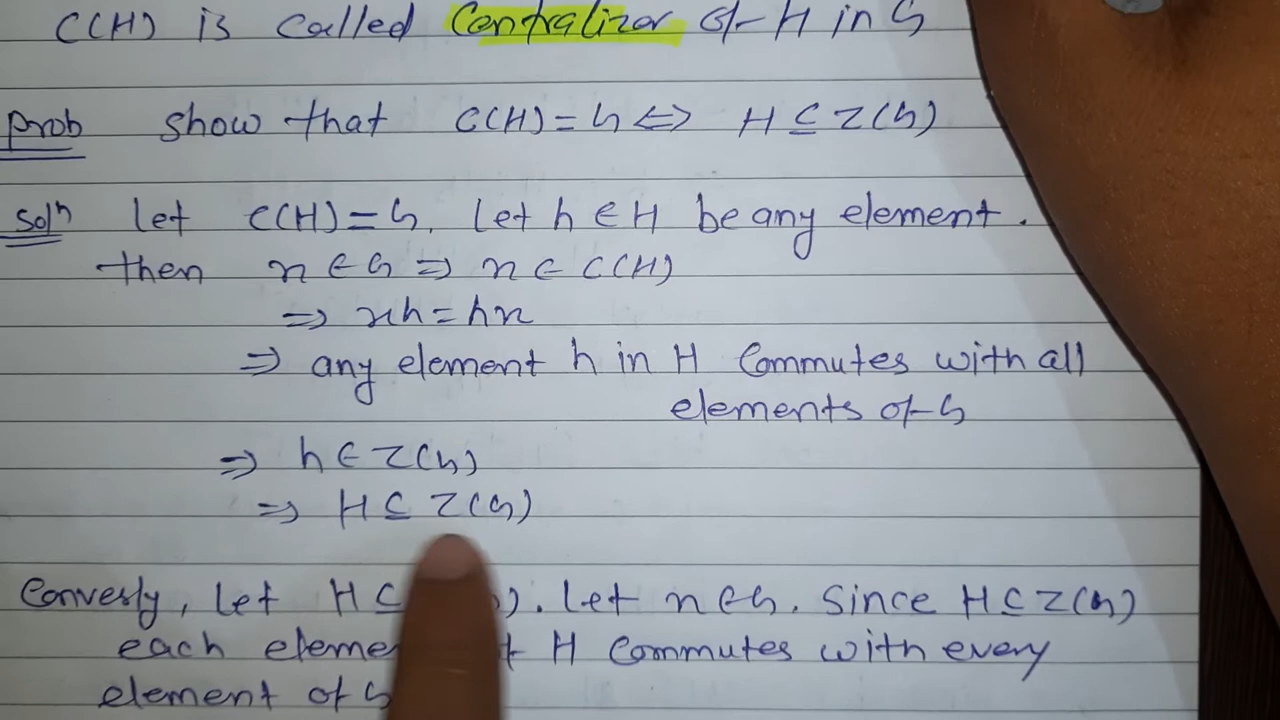 C(H) is called Centralizer of H in G
Prob show that C(H) = G ⇔ H ⊆ Z(G)
Solⁿ Let C(H) = G. Let h ∈ H be any element.
then x ∈ G ⇒ x ∈ C(H)
⇒ xh = hx
⇒ any element h in H Commutes with all
elements of G
⇒ h ∈ Z(G)
⇒ H ⊆ Z(G)
Conversly, Let H ⊆ ). Let x ∈ G. Since H ⊆ Z(G)
each H Commutes with every
element of G